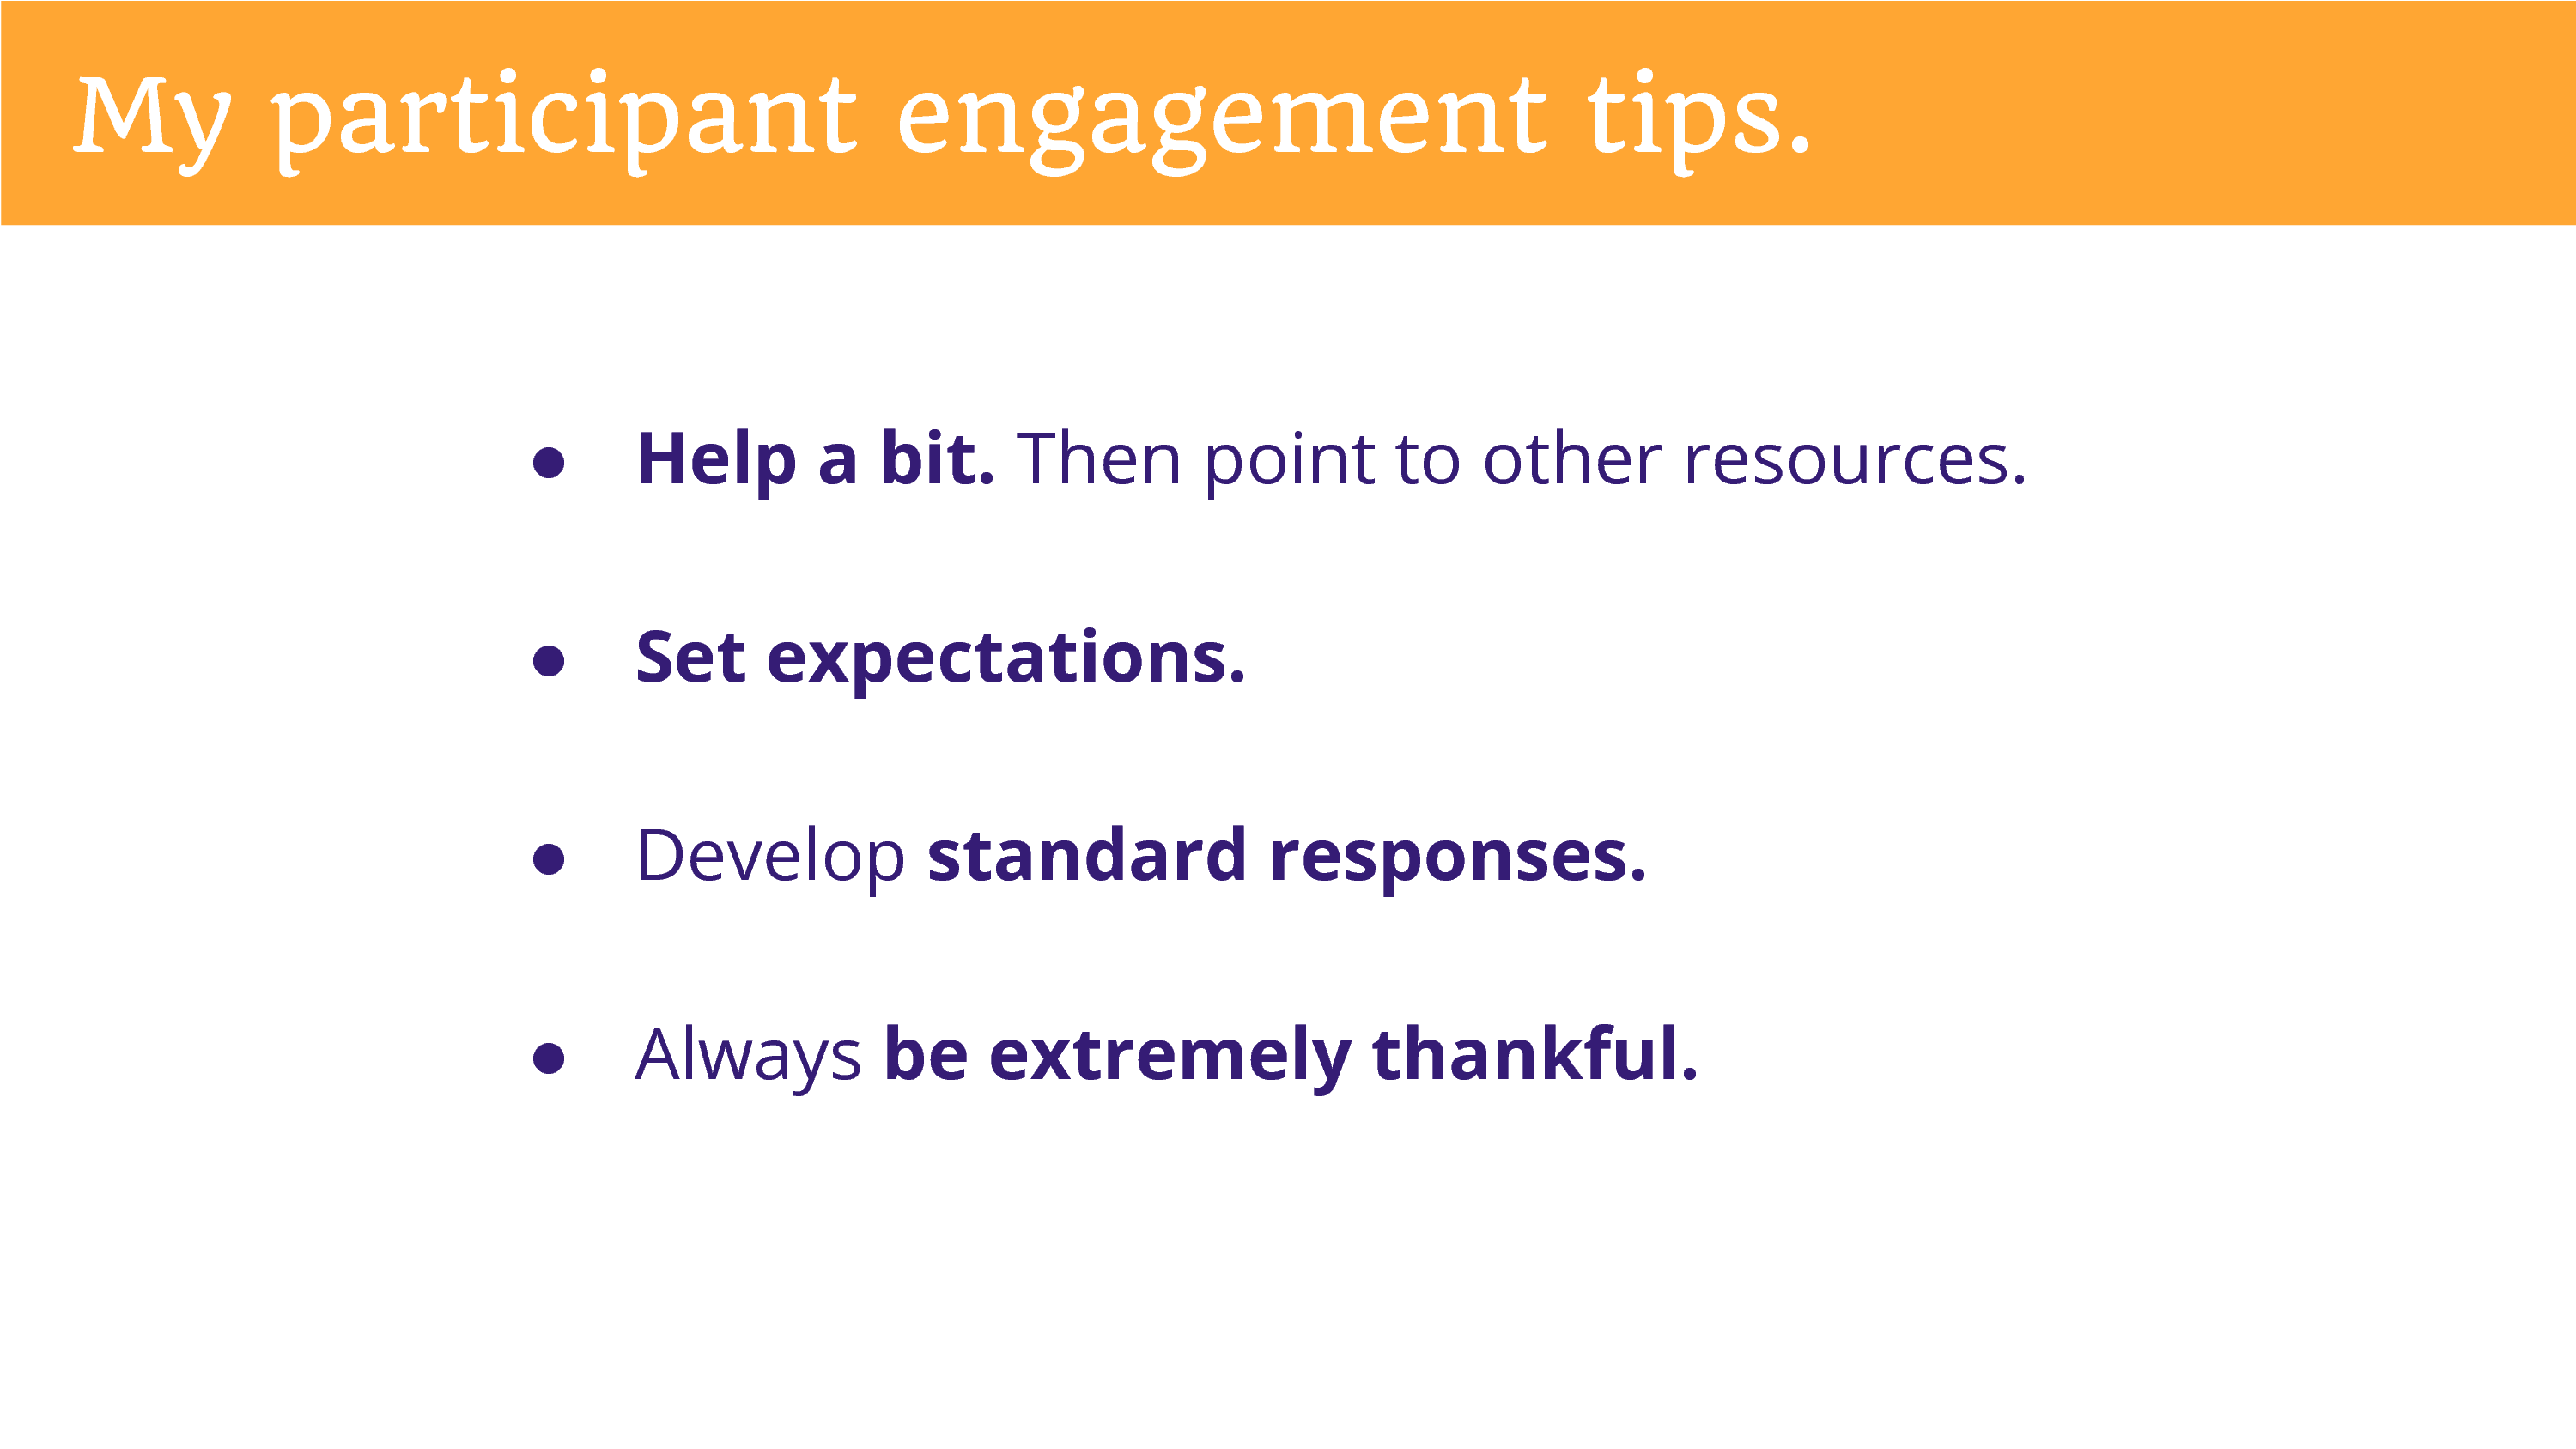 My participant engagement tips.
● Help a bit. Then point to other resources.
● Set expectations.
● Develop standard responses.
● Always be extremely thankful.